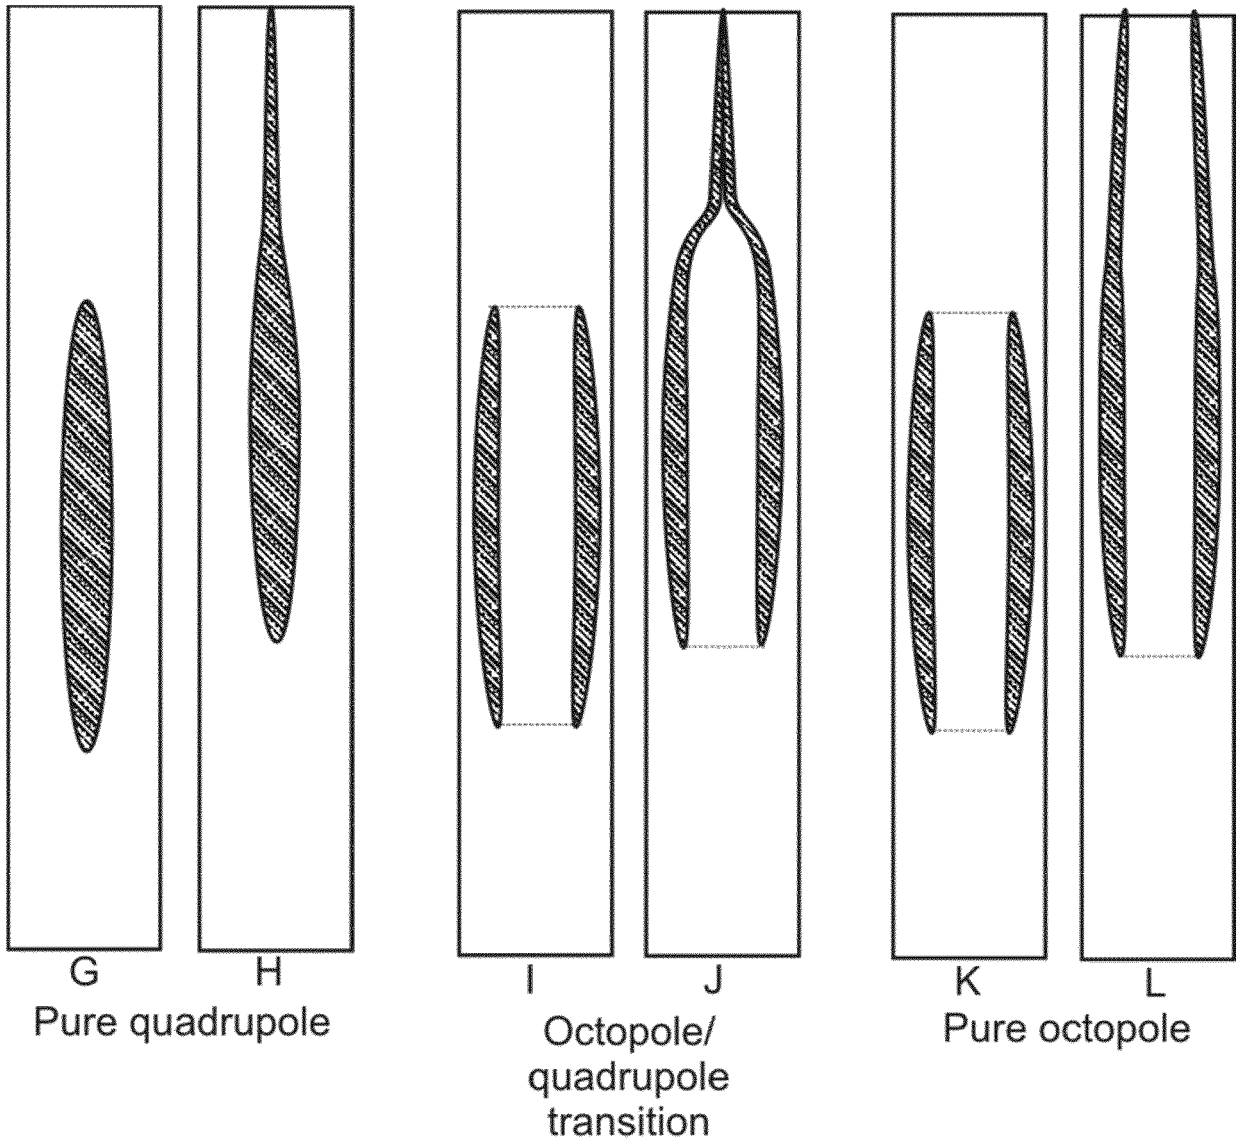 G H I J K L
Pure quadrupole
Octopole/
quadrupole
transition
Pure octopole